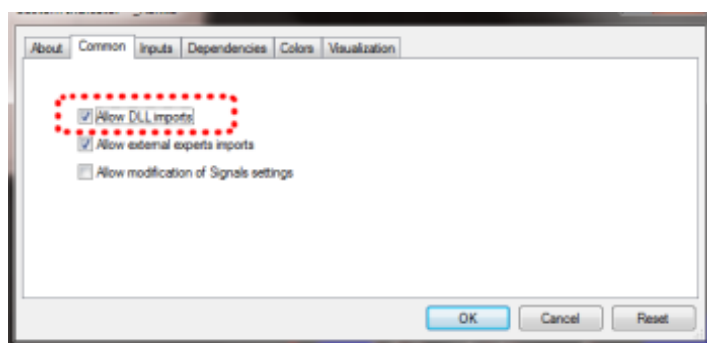 About Common Inputs Dependencies Colors Visualization
Allow DLL imports
Allow external experts imports
Allow modification of Signals settings
OK Cancel Reset